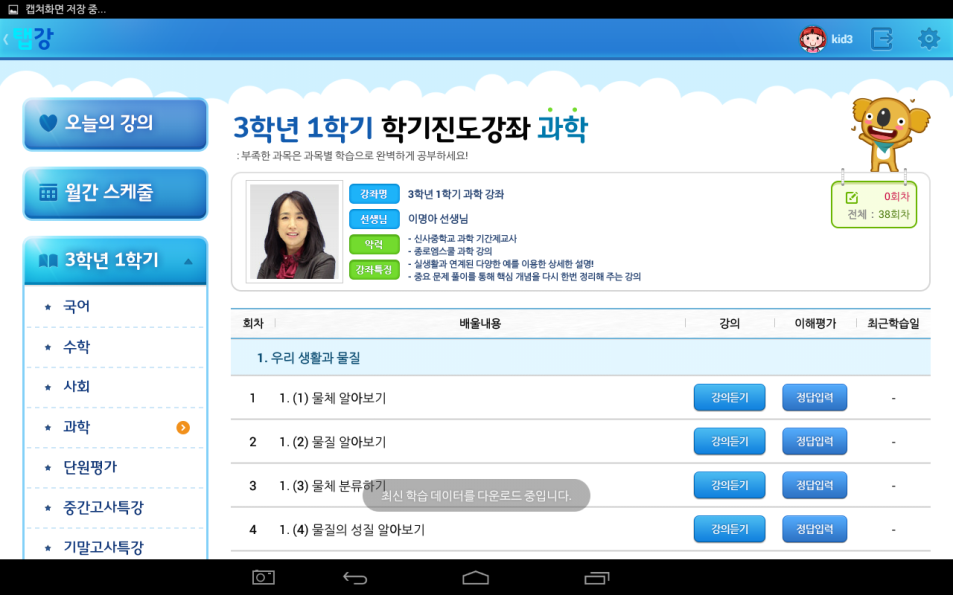 캡쳐화면 저장 중...
탭강
kid3
오늘의 강의
월간 스케줄
3학년 1학기
국어
수학
사회
과학
단원평가
중간고사특강
기말고사특강
3학년 1학기 학기진도강좌 과학
: 부족한 과목은 과목별 학습으로 완벽하게 공부하세요!
강좌명 3학년 1학기 과학 강좌
선생님 이명아 선생님
약력 - 신사중학교 과학 기간제교사
- 종로엠스쿨 과학 강의
강좌특징 - 실생활과 연계된 다양한 예를 이용한 상세한 설명!
- 중요 문제 풀이를 통해 핵심 개념을 다시 한번 정리해 주는 강의
0회차
전체 : 38회차
회차 배울내용 강의 이해평가 최근학습일
1. 우리 생활과 물질
1 1. (1) 물체 알아보기 강의듣기 정답입력 -
2 1. (2) 물질 알아보기 강의듣기 정답입력 -
3 1. (3) 물체 분류하기 강의듣기 정답입력 -
최신 학습 데이터를 다운로드 중입니다.
4 1. (4) 물질의 성질 알아보기 강의듣기 정답입력 -